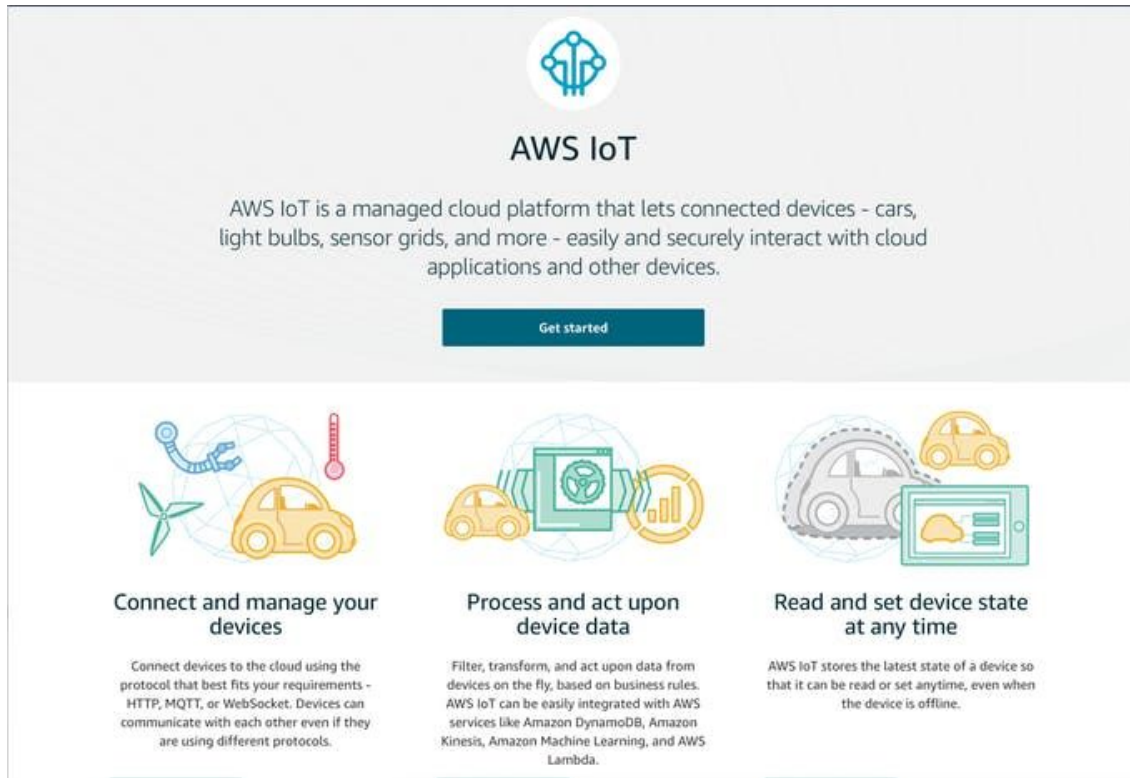 AWS IoT
AWS IoT is a managed cloud platform that lets connected devices - cars,
light bulbs, sensor grids, and more - easily and securely interact with cloud
applications and other devices.
Get started
Connect and manage your
devices
Connect devices to the cloud using the
protocol that best fits your requirements -
HTTP, MQTT, or WebSocket. Devices can
communicate with each other even if they
are using different protocols.
Process and act upon
device data
Filter, transform, and act upon data from
devices on the fly, based on business rules.
AWS IoT can be easily integrated with AWS
services like Amazon DynamoDB, Amazon
Kinesis, Amazon Machine Learning, and AWS
Lambda.
Read and set device state
at any time
AWS IoT stores the latest state of a device so
that it can be read or set anytime, even when
the device is offline.